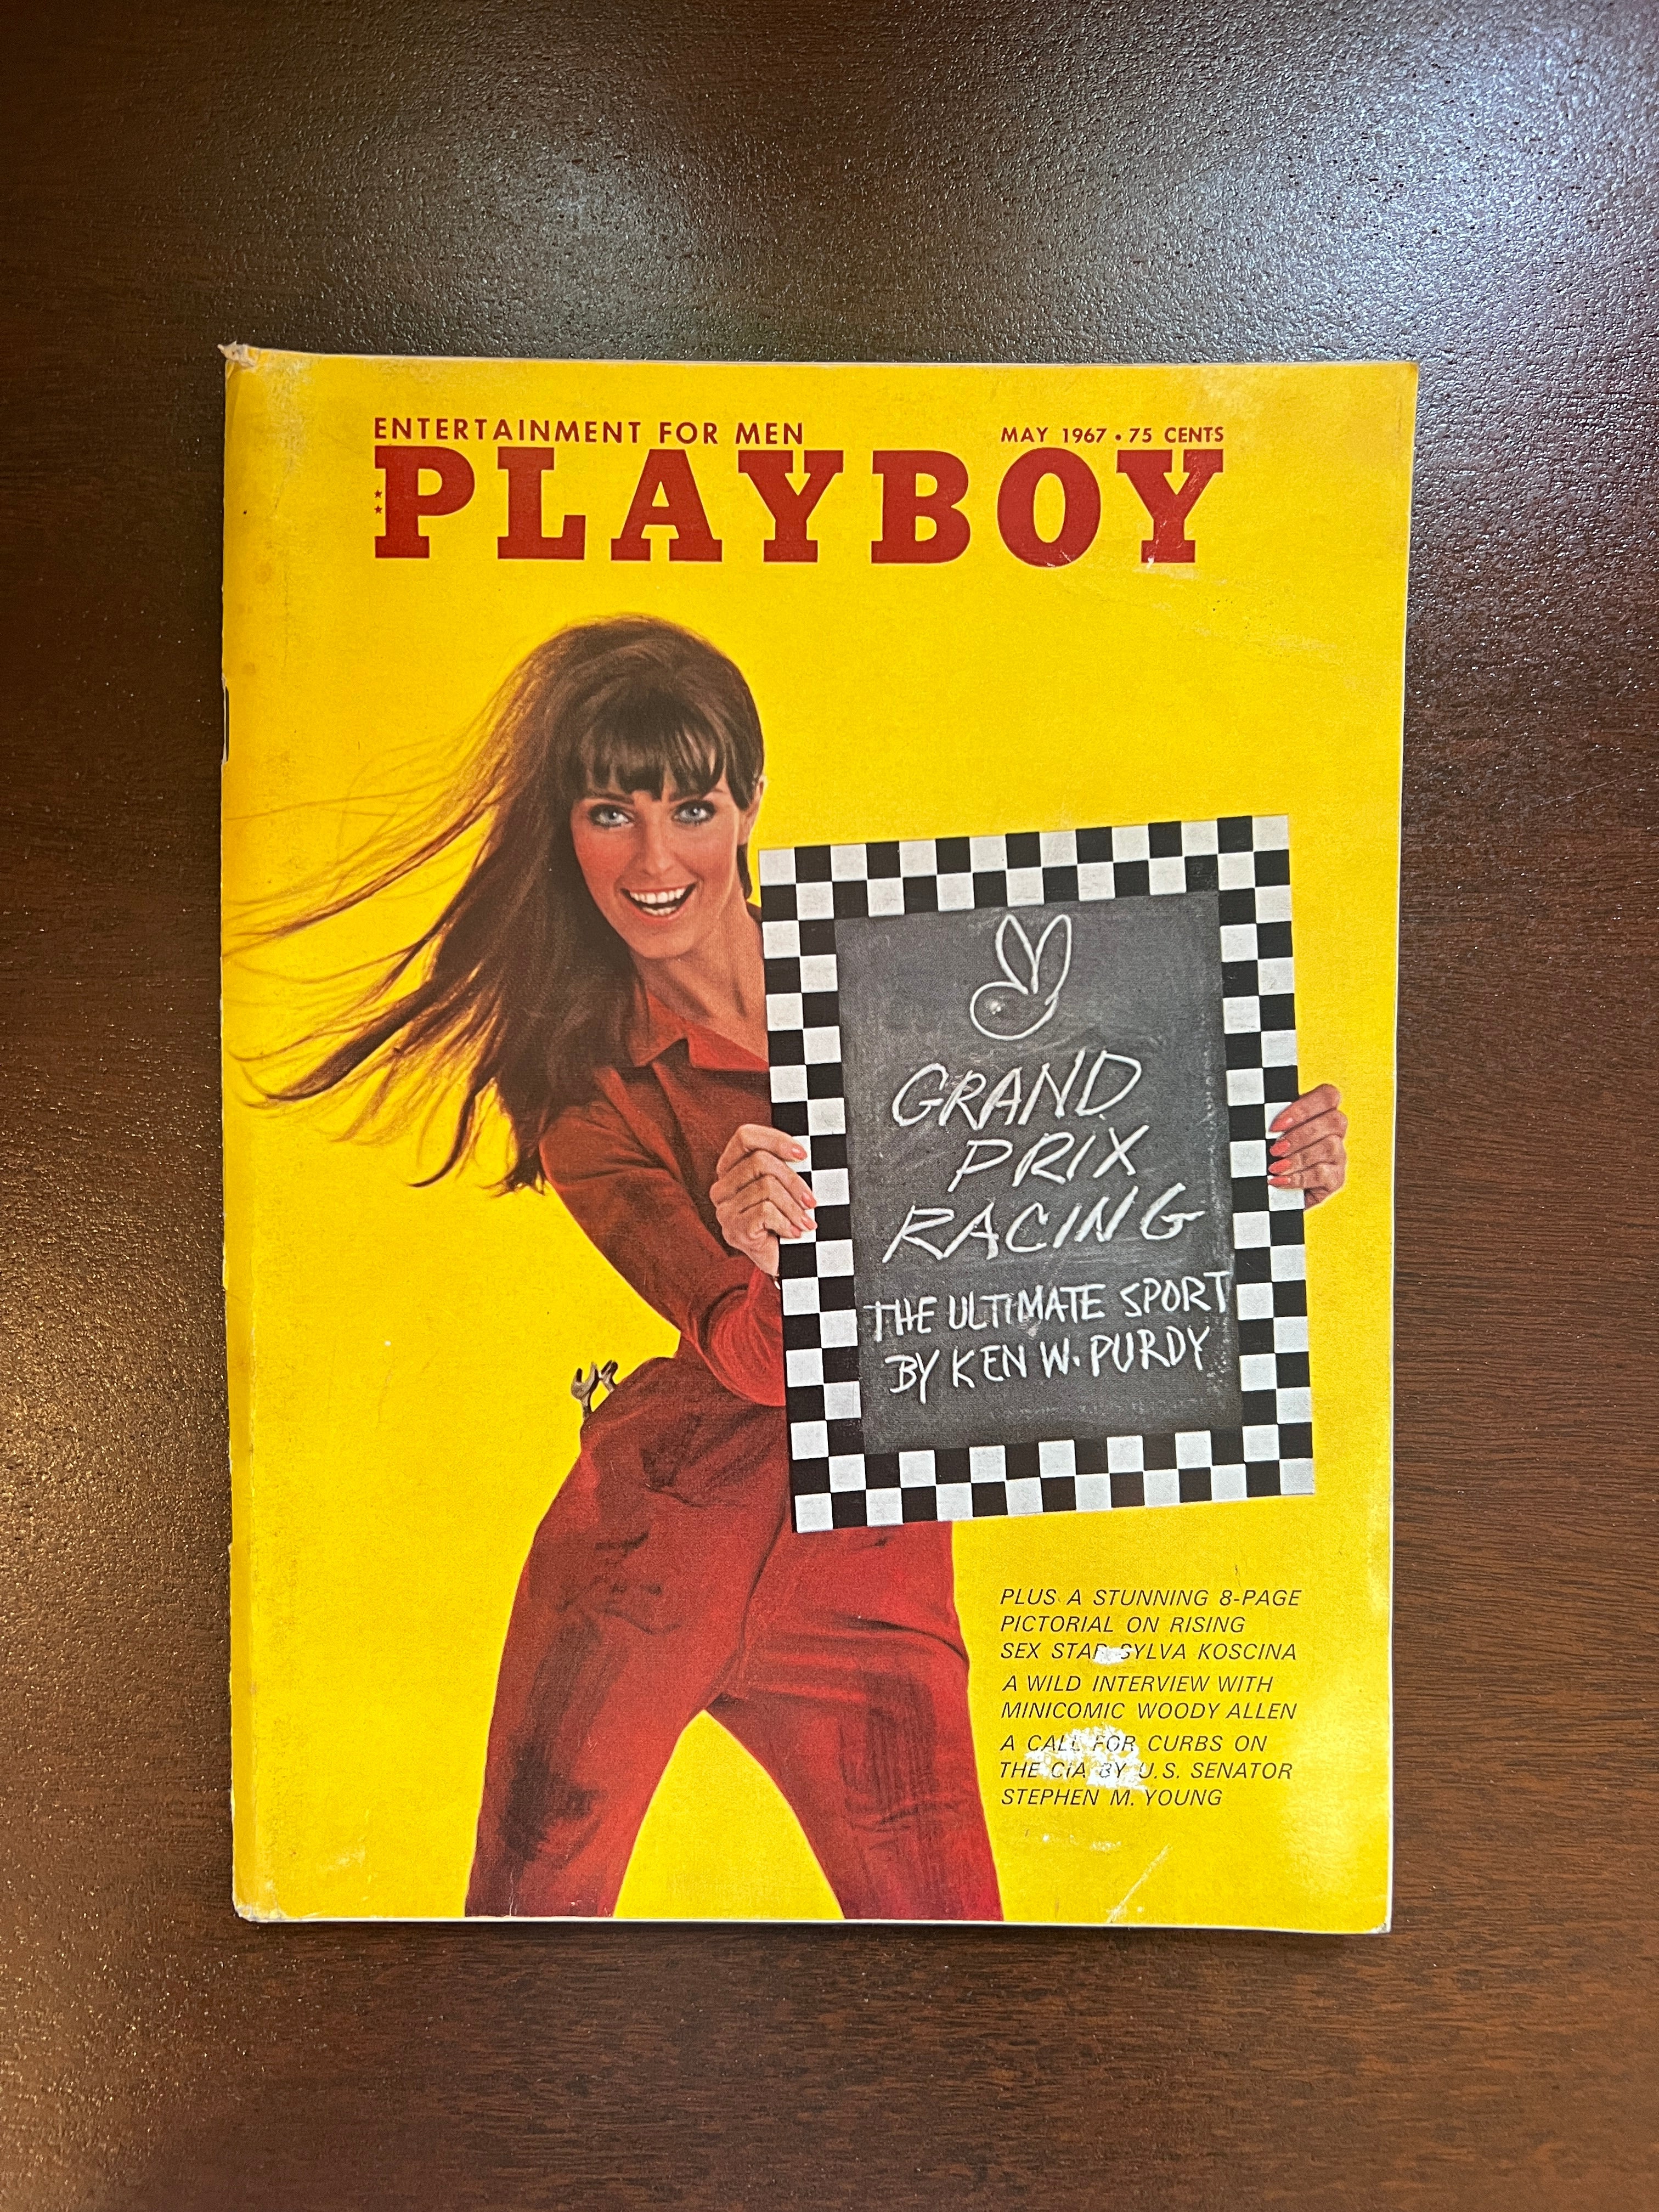 ENTERTAINMENT FOR MEN
MAY 1967 • 75 CENTS
PLAYBOY
GRAND
PRIX
RACING
THE ULTIMATE SPORT
BY KEN W. PURDY
PLUS A STUNNING 8-PAGE
PICTORIAL ON RISING
SEX STAR SYLVA KOSCINA
A WILD INTERVIEW WITH
MINICOMIC WOODY ALLEN
A CALL FOR CURBS ON
THE CIA BY U.S. SENATOR
STEPHEN M. YOUNG